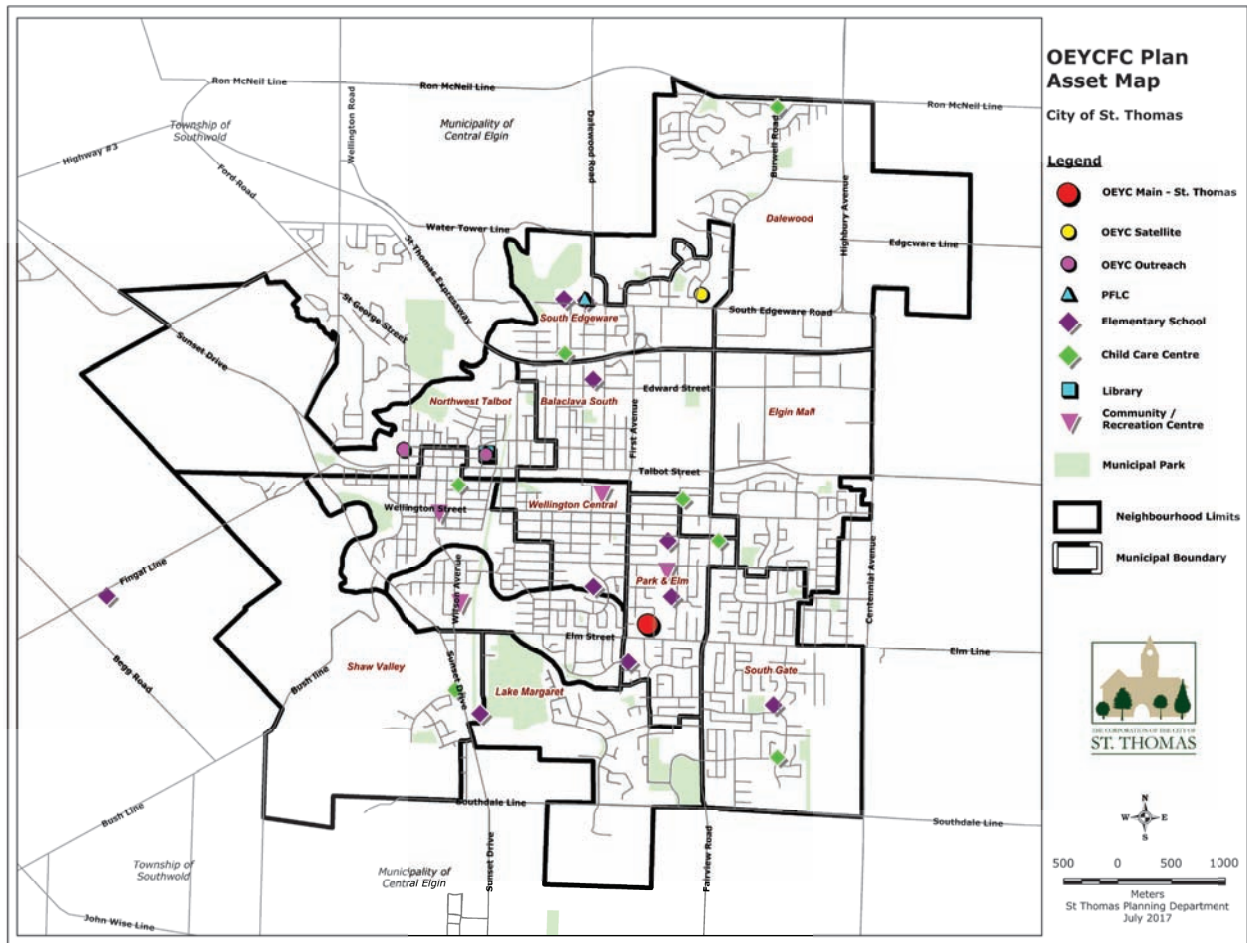 OEYCFC Plan
Asset Map
City of St. Thomas
Legend
OEYC Main - St. Thomas
OEYC Satellite
OEYC Outreach
PFLC
Elementary School
Child Care Centre
Library
Community /
Recreation Centre
Municipal Park
Neighbourhood Limits
Municipal Boundary
THE CORPORATION OF THE CITY OF
ST. THOMAS
N
W E
S
500 0 500 1000
Meters
St Thomas Planning Department
July 2017
Ron McNeil Line
Ron McNeil Line
Ron McNeil Line
Township of
Southwold
Municipality of
Central Elgin
Wellington Road
Dalewood Road
Burwell Road
Highway #3
Ford Road
Dalewood
Highbury Avenue
Water Tower Line
Edgeware Line
St Thomas Expressway
St George Street
South Edgeware
South Edgeware Road
Sunset Drive
Edward Street
Northwest Talbot
Balaclava South
Elgin Mall
First Avenue
Talbot Street
Wellington Street
Wellington Central
Fingal Line
Wilson Avenue
Park & Elm
Centennial Avenue
Elm Street
Elm Line
Begg Road
Bush line
Shaw Valley
Sunset Drive
Lake Margaret
South Gate
Bush Line
Southdale Line
Southdale Line
Township of
Southwold
Municipality of
Central Elgin
Sunset Drive
Fairview Road
John Wise Line